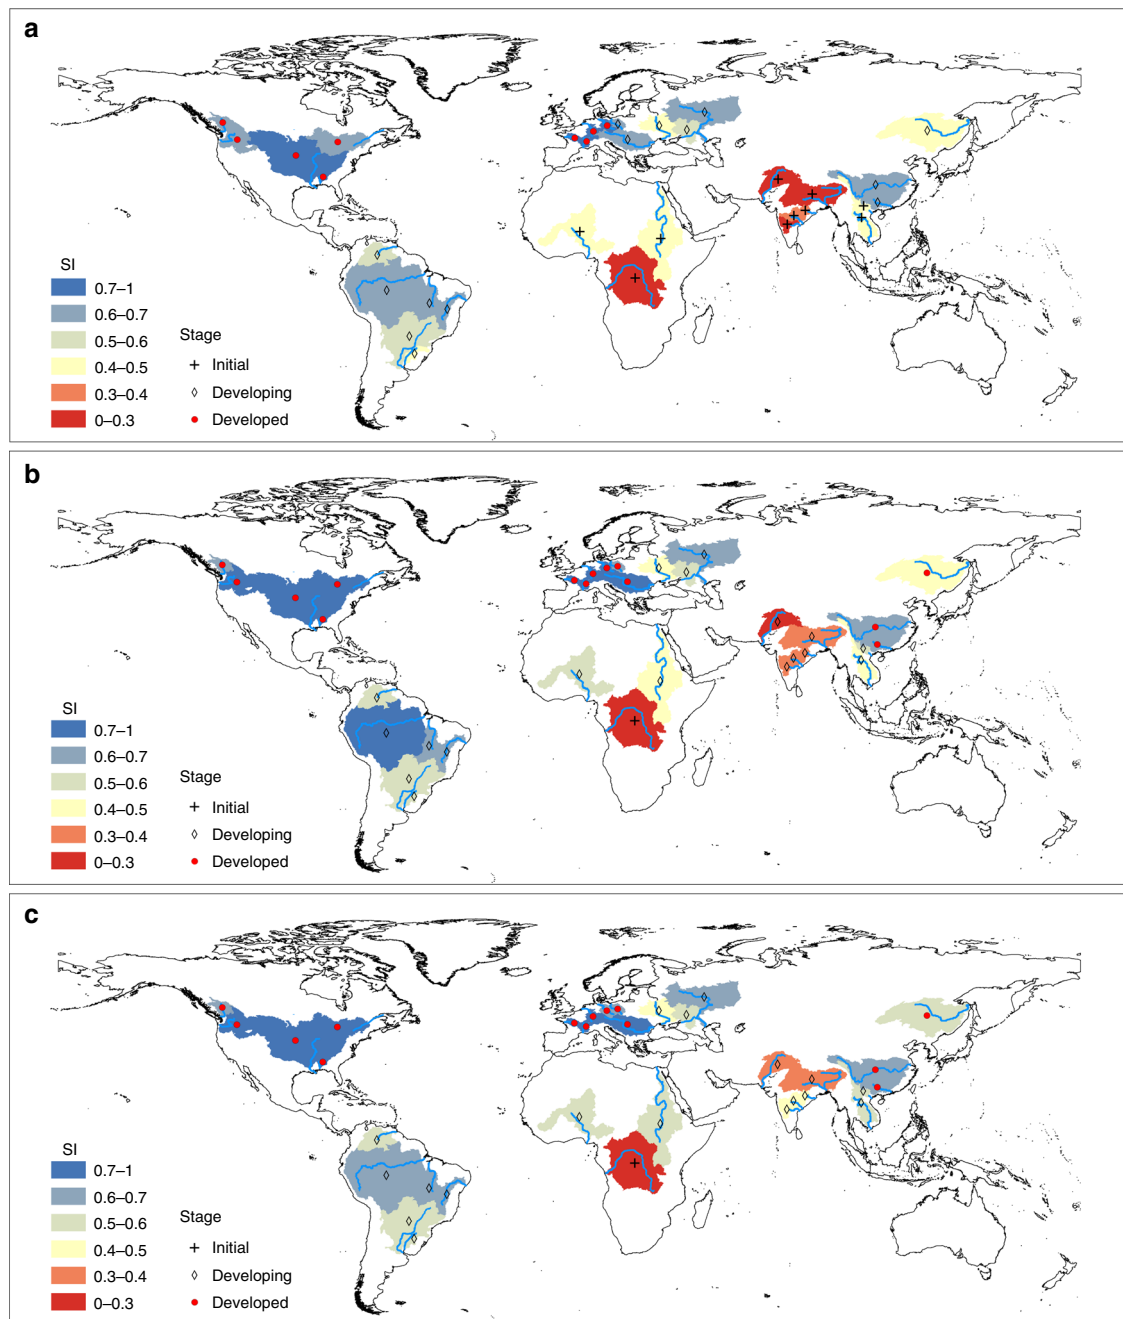 a
SI
0.7–1
0.6–0.7
0.5–0.6
0.4–0.5
0.3–0.4
0–0.3
Stage
Initial
Developing
Developed
b
SI
0.7–1
0.6–0.7
0.5–0.6
0.4–0.5
0.3–0.4
0–0.3
Stage
Initial
Developing
Developed
c
SI
0.7–1
0.6–0.7
0.5–0.6
0.4–0.5
0.3–0.4
0–0.3
Stage
Initial
Developing
Developed